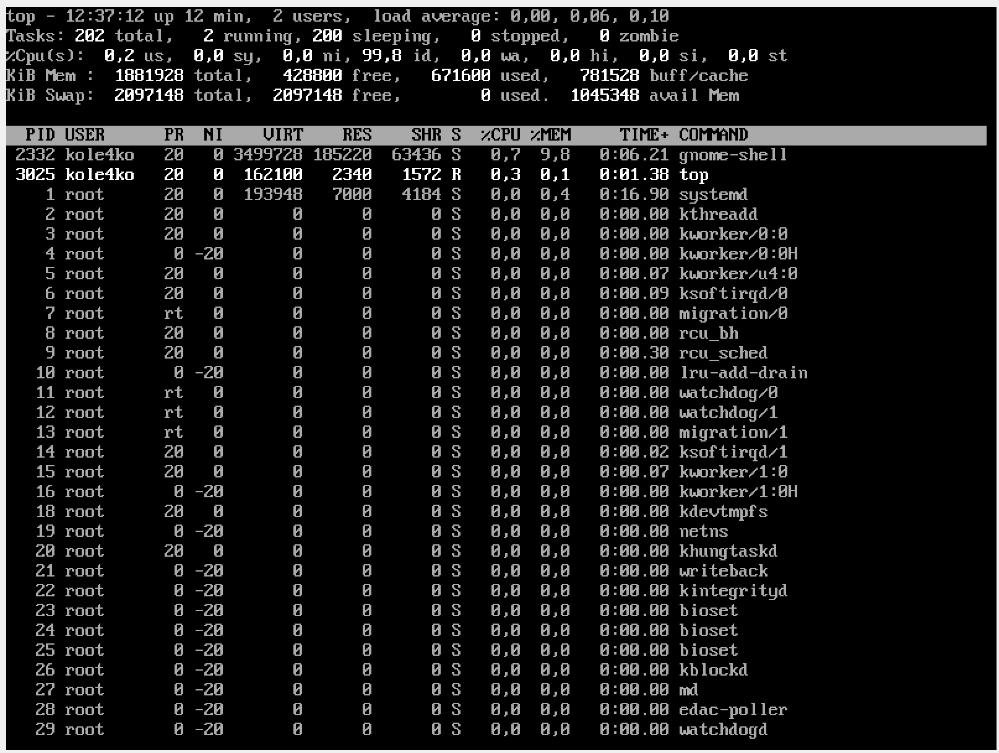 top - 12:37:12 up 12 min,  2 users,  load average: 0,00, 0,06, 0,10
Tasks: 202 total,   2 running, 200 sleeping,   0 stopped,   0 zombie
%Cpu(s):  0,2 us,  0,0 sy,  0,0 ni, 99,8 id,  0,0 wa,  0,0 hi,  0,0 si,  0,0 st
KiB Mem :  1881928 total,   428800 free,   671600 used,   781528 buff/cache
KiB Swap:  2097148 total,  2097148 free,        0 used.  1045348 avail Mem
  PID USER      PR  NI    VIRT    RES    SHR S  %CPU %MEM     TIME+ COMMAND
 2332 kole4ko   20   0 3499728 185220  63436 S   0,7  9,8   0:06.21 gnome-shell
 3025 kole4ko   20   0  162100   2340   1572 R   0,3  0,1   0:01.38 top
    1 root      20   0  193948   7000   4184 S   0,0  0,4   0:16.90 systemd
    2 root      20   0       0      0      0 S   0,0  0,0   0:00.00 kthreadd
    3 root      20   0       0      0      0 S   0,0  0,0   0:00.00 kworker/0:0
    4 root       0 -20       0      0      0 S   0,0  0,0   0:00.00 kworker/0:0H
    5 root      20   0       0      0      0 S   0,0  0,0   0:00.07 kworker/u4:0
    6 root      20   0       0      0      0 S   0,0  0,0   0:00.09 ksoftirqd/0
    7 root      rt   0       0      0      0 S   0,0  0,0   0:00.00 migration/0
    8 root      20   0       0      0      0 S   0,0  0,0   0:00.00 rcu_bh
    9 root      20   0       0      0      0 S   0,0  0,0   0:00.30 rcu_sched
   10 root       0 -20       0      0      0 S   0,0  0,0   0:00.00 lru-add-drain
   11 root      rt   0       0      0      0 S   0,0  0,0   0:00.00 watchdog/0
   12 root      rt   0       0      0      0 S   0,0  0,0   0:00.00 watchdog/1
   13 root      rt   0       0      0      0 S   0,0  0,0   0:00.00 migration/1
   14 root      20   0       0      0      0 S   0,0  0,0   0:00.02 ksoftirqd/1
   15 root      20   0       0      0      0 S   0,0  0,0   0:00.07 kworker/1:0
   16 root       0 -20       0      0      0 S   0,0  0,0   0:00.00 kworker/1:0H
   18 root      20   0       0      0      0 S   0,0  0,0   0:00.00 kdevtmpfs
   19 root       0 -20       0      0      0 S   0,0  0,0   0:00.00 netns
   20 root      20   0       0      0      0 S   0,0  0,0   0:00.00 khungtaskd
   21 root       0 -20       0      0      0 S   0,0  0,0   0:00.00 writeback
   22 root       0 -20       0      0      0 S   0,0  0,0   0:00.00 kintegrityd
   23 root       0 -20       0      0      0 S   0,0  0,0   0:00.00 bioset
   24 root       0 -20       0      0      0 S   0,0  0,0   0:00.00 bioset
   25 root       0 -20       0      0      0 S   0,0  0,0   0:00.00 bioset
   26 root       0 -20       0      0      0 S   0,0  0,0   0:00.00 kblockd
   27 root       0 -20       0      0      0 S   0,0  0,0   0:00.00 md
   28 root       0 -20       0      0      0 S   0,0  0,0   0:00.00 edac-poller
   29 root       0 -20       0      0      0 S   0,0  0,0   0:00.00 watchdogd